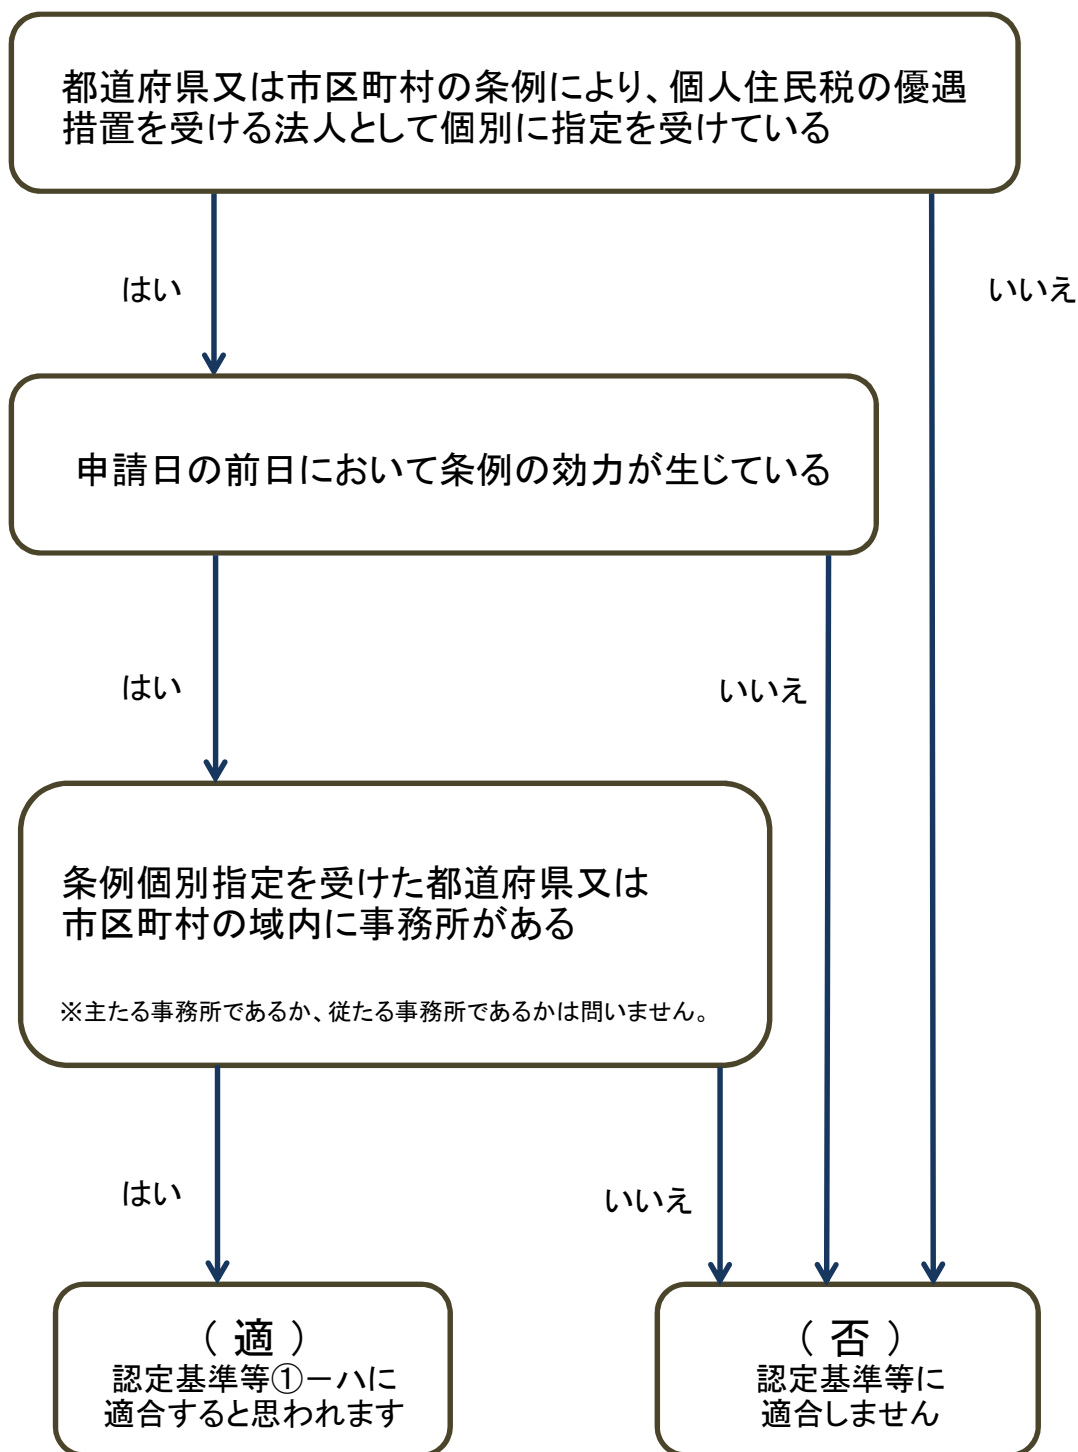 都道府県又は市区町村の条例により、個人住民税の優遇
措置を受ける法人として個別に指定を受けている
はい
いいえ
申請日の前日において条例の効力が生じている
はい
いいえ
条例個別指定を受けた都道府県又は
市区町村の域内に事務所がある
※主たる事務所であるか、従たる事務所であるかは問いません。
はい
いいえ
（ 適 ）
認定基準等①－ハに
適合すると思われます
（ 否 ）
認定基準等に
適合しません